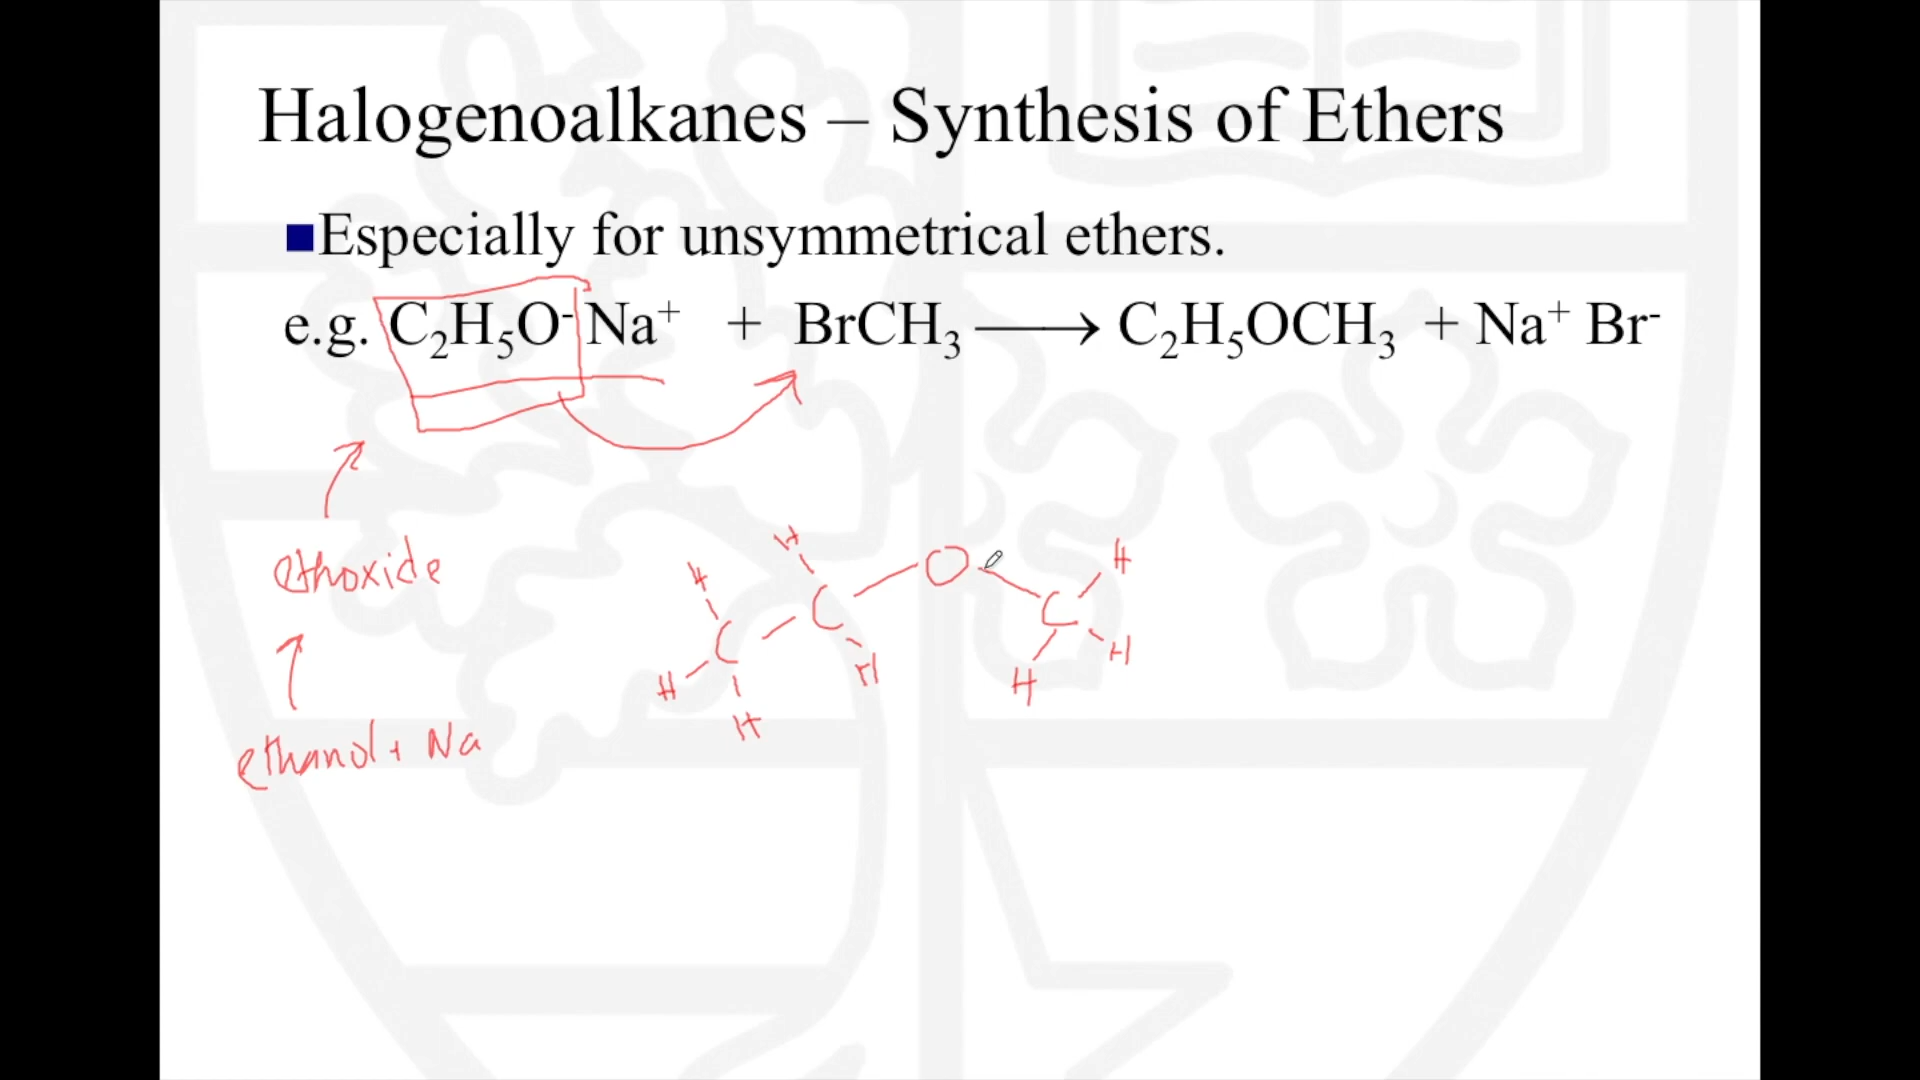 Halogenoalkanes – Synthesis of Ethers
Especially for unsymmetrical ethers.
e.g. C₂H₅O⁻ Na⁺ + BrCH₃ ⟶ C₂H₅OCH₃ + Na⁺ Br⁻
ethoxide
ethanol + Na
H H O H
H C C C H
H H H